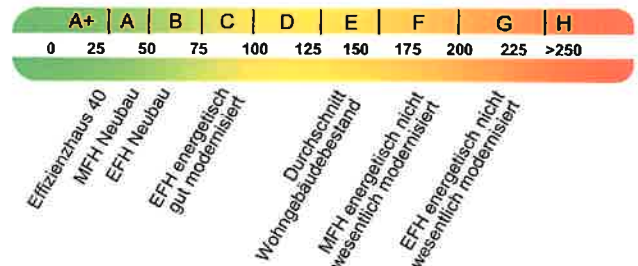 A+ | A | B | C | D | E | F | G | H
0 25 50 75 100 125 150 175 200 225 >250
Effizienzhaus 40
MFH Neubau
EFH Neubau
EFH energetisch
gut modernisiert
Durchschnitt
Wohngebäudebestand
MFH energetisch nicht
wesentlich modernisiert
EFH energetisch nicht
wesentlich modernisiert